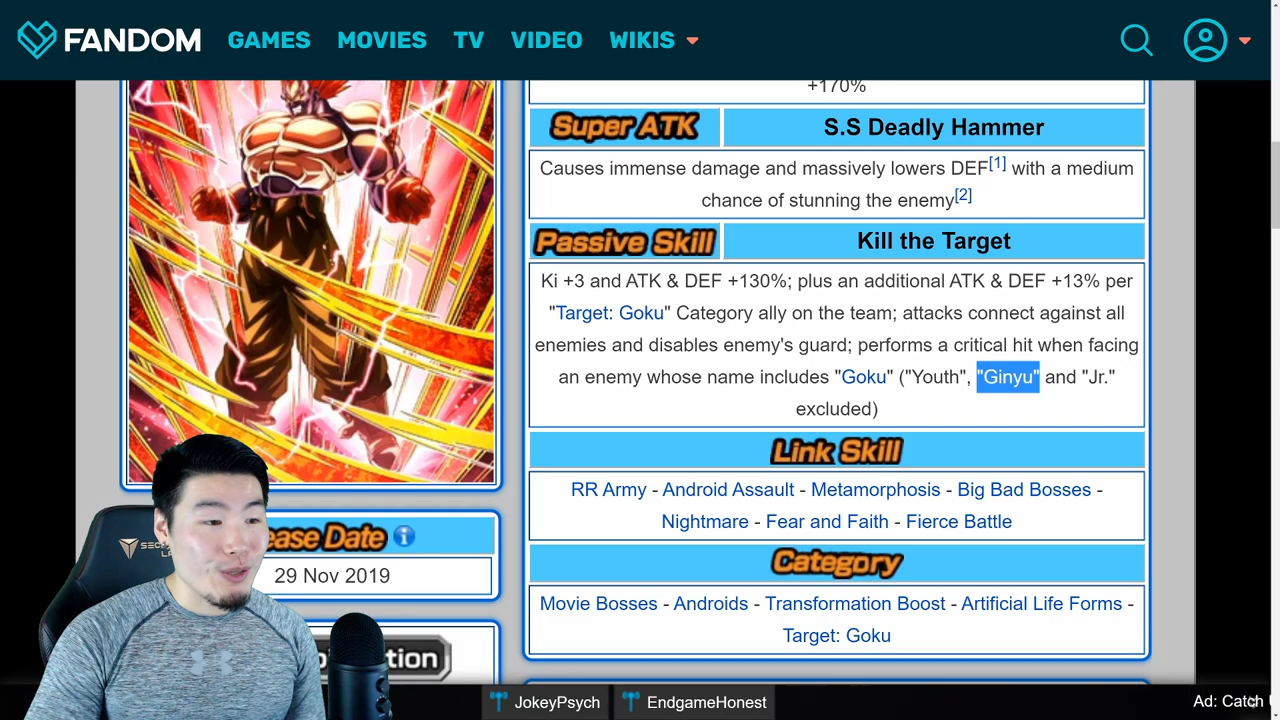 FANDOM GAMES MOVIES TV VIDEO WIKIS
+170%
Super ATK S.S Deadly Hammer
Causes immense damage and massively lowers DEF[1] with a medium
chance of stunning the enemy[2]
Passive Skill Kill the Target
Ki +3 and ATK & DEF +130%; plus an additional ATK & DEF +13% per
"Target: Goku" Category ally on the team; attacks connect against all
enemies and disables enemy's guard; performs a critical hit when facing
an enemy whose name includes "Goku" ("Youth", "Ginyu" and "Jr."
excluded)
Link Skill
RR Army - Android Assault - Metamorphosis - Big Bad Bosses -
Nightmare - Fear and Faith - Fierce Battle
Category
Movie Bosses - Androids - Transformation Boost - Artificial Life Forms -
Target: Goku
ease Date i
29 Nov 2019
tion
JokeyPsych EndgameHonest
Ad: Catch